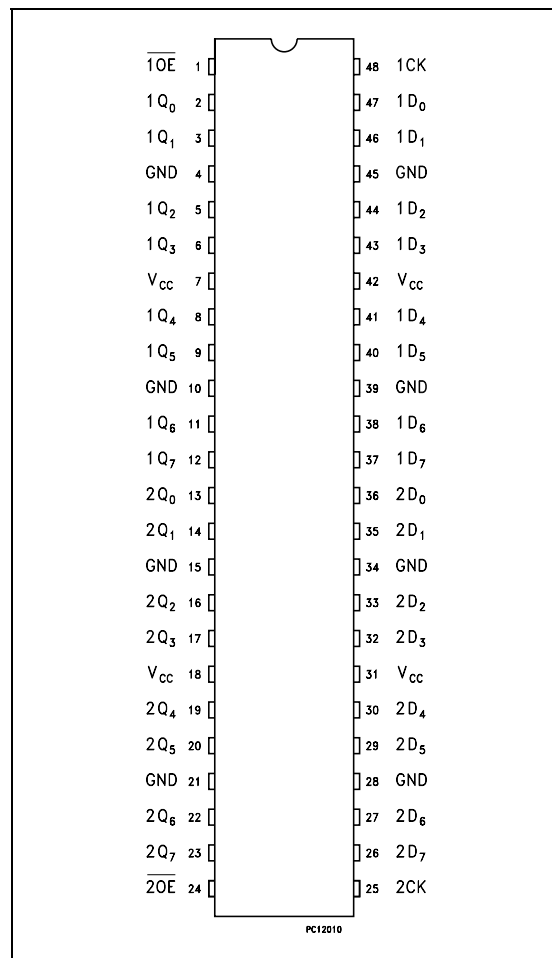 1OE 1 48 1CK
1Q0 2 47 1D0
1Q1 3 46 1D1
GND 4 45 GND
1Q2 5 44 1D2
1Q3 6 43 1D3
VCC 7 42 VCC
1Q4 8 41 1D4
1Q5 9 40 1D5
GND 10 39 GND
1Q6 11 38 1D6
1Q7 12 37 1D7
2Q0 13 36 2D0
2Q1 14 35 2D1
GND 15 34 GND
2Q2 16 33 2D2
2Q3 17 32 2D3
VCC 18 31 VCC
2Q4 19 30 2D4
2Q5 20 29 2D5
GND 21 28 GND
2Q6 22 27 2D6
2Q7 23 26 2D7
2OE 24 25 2CK
PC12010